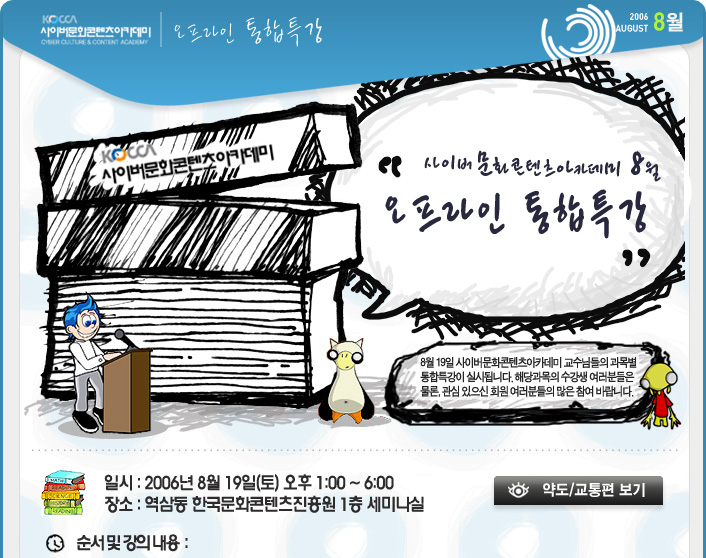 KOCCA
사이버문화콘텐츠아카데미
CYBER CULTURE & CONTENT ACADEMY
오프라인 통합특강
2006
AUGUST 8월
KOCCA
사이버문화콘텐츠아카데미
“ 사이버 문화콘텐츠아카데미 8월
오프라인 통합특강 ”
8월 19일 사이버문화콘텐츠아카데미 교수님들의 과목별
통합특강이 실시됩니다. 해당과목의 수강생 여러분들은
물론, 관심 있으신 회원 여러분들의 많은 참여 바랍니다.
MATH
SCIENCE
READING
일시 : 2006년 8월 19일(토) 오후 1:00 ~ 6:00
장소 : 역삼동 한국문화콘텐츠진흥원 1층 세미나실
약도/교통편 보기
순서 및 강의 내용 :